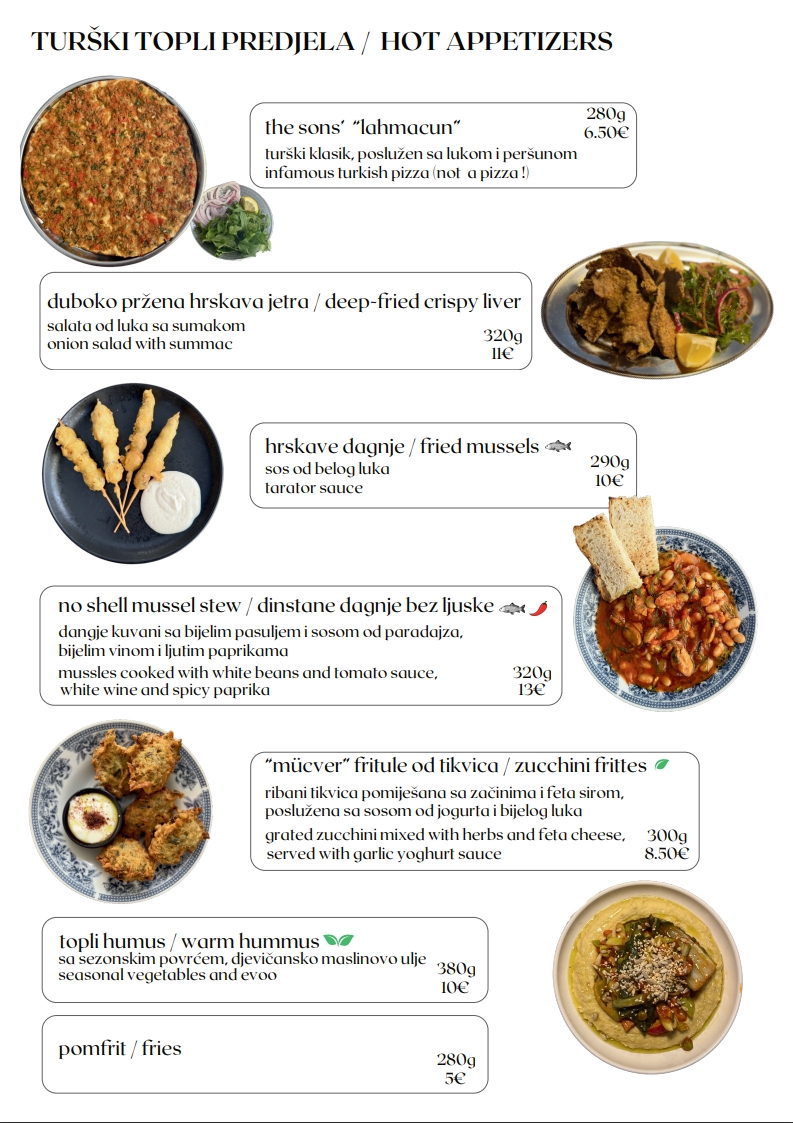 TURŠKI TOPLI PREDJELA / HOT APPETIZERS
the sons' "lahmacun"
280g
6.50€
turški klasik, poslužen sa lukom i peršunom
infamous turkish pizza (not a pizza !)
duboko pržena hrskava jetra / deep-fried crispy liver
salata od luka sa sumakom
onion salad with summac
320g
11€
hrskave dagnje / fried mussels
sos od belog luka
tarator sauce
290g
10€
no shell mussel stew / dinstane dagnje bez ljuske
dangje kuvani sa bijelim pasuljem i sosom od paradajza,
bijelim vinom i ljutim paprikama
mussles cooked with white beans and tomato sauce,
white wine and spicy paprika
320g
13€
"mücver" fritule od tikvica / zucchini frittes
ribani tikvica pomiješana sa začinima i feta sirom,
poslužena sa sosom od jogurta i bijelog luka
grated zucchini mixed with herbs and feta cheese,
served with garlic yoghurt sauce
300g
8.50€
topli humus / warm hummus
sa sezonskim povrćem, djevičansko maslinovo ulje
seasonal vegetables and evoo
380g
10€
pomfrit / fries
280g
5€